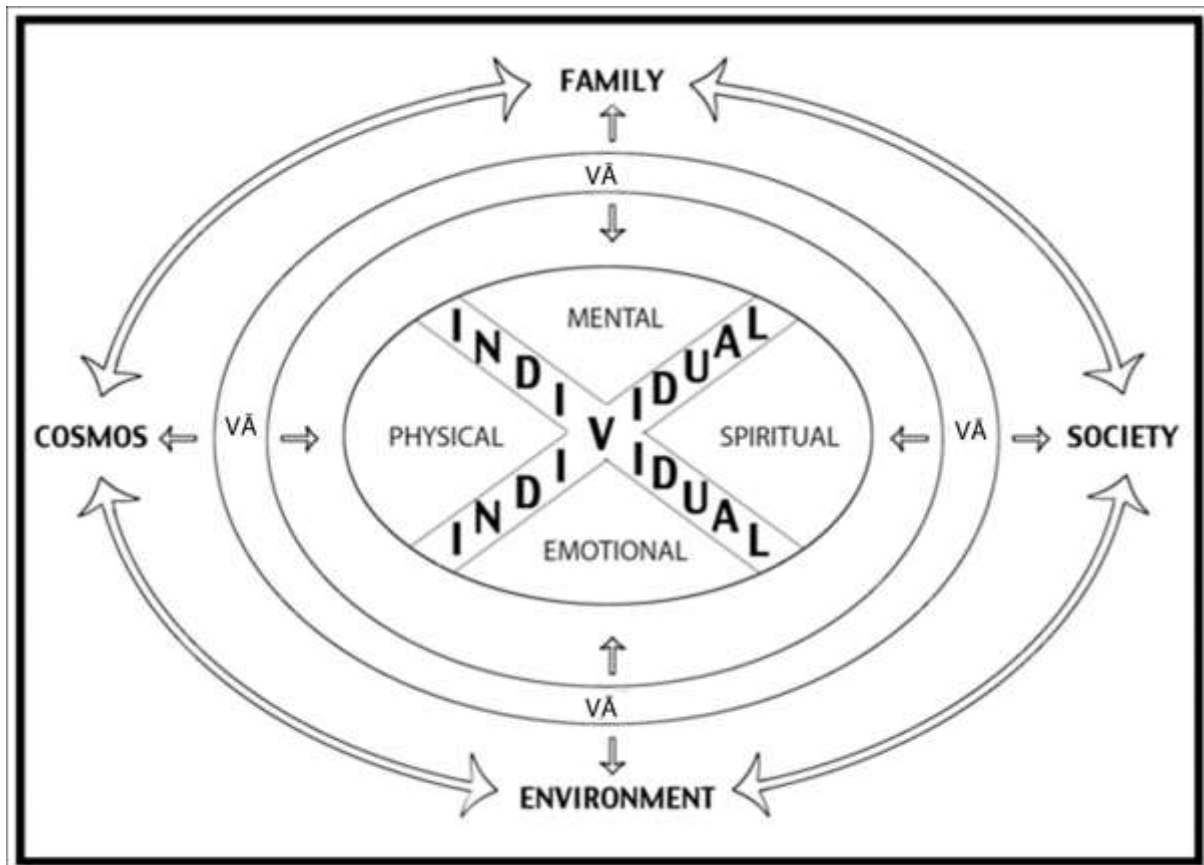 FAMILY
VĀ
MENTAL
INDIVIDUAL
INDIVIDUAL
COSMOS
VĀ
PHYSICAL
SPIRITUAL
VĀ
SOCIETY
EMOTIONAL
VĀ
ENVIRONMENT